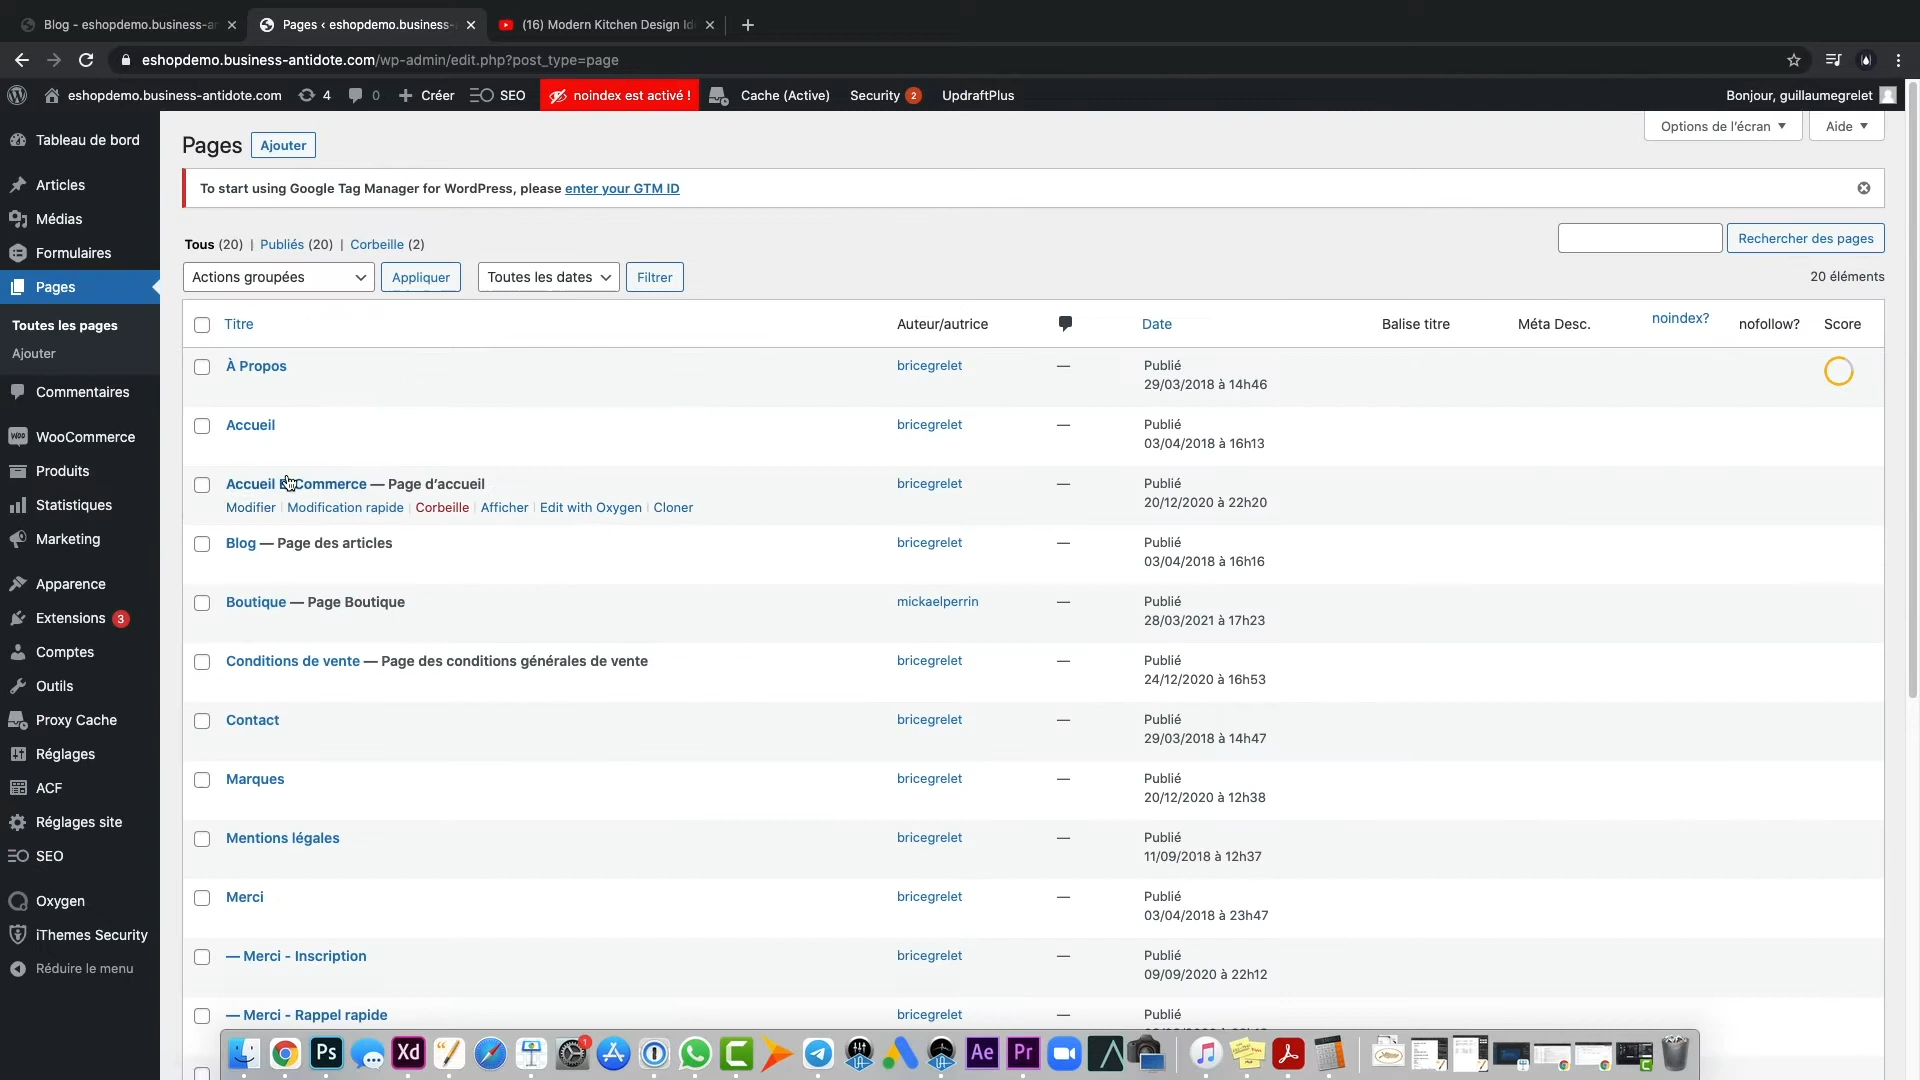 Blog - eshopdemo.business-an
Pages ‹ eshopdemo.business-
(16) Modern Kitchen Design Id
eshopdemo.business-antidote.com/wp-admin/edit.php?post_type=page
eshopdemo.business-antidote.com 4 0 Créer SEO noindex est activé ! Cache (Active) Security 2 UpdraftPlus Bonjour, guillaumegrelet
Options de l'écran Aide
Tableau de bord
Articles
Médias
Formulaires
Pages
Toutes les pages
Ajouter
Commentaires
WooCommerce
Produits
Statistiques
Marketing
Apparence
Extensions 3
Comptes
Outils
Proxy Cache
Réglages
ACF
Réglages site
SEO
Oxygen
iThemes Security
Réduire le menu
Pages Ajouter
To start using Google Tag Manager for WordPress, please enter your GTM ID
Tous (20) | Publiés (20) | Corbeille (2)
Rechercher des pages
Actions groupées Appliquer Toutes les dates Filtrer
20 éléments
Titre Auteur/autrice Date Balise titre Méta Desc. noindex? nofollow? Score
À Propos bricegrelet — Publié
29/03/2018 à 14h46
Accueil bricegrelet — Publié
03/04/2018 à 16h13
Accueil E-Commerce — Page d'accueil bricegrelet — Publié
20/12/2020 à 22h20
Modifier | Modification rapide | Corbeille | Afficher | Edit with Oxygen | Cloner
Blog — Page des articles bricegrelet — Publié
03/04/2018 à 16h16
Boutique — Page Boutique mickaelperrin — Publié
28/03/2021 à 17h23
Conditions de vente — Page des conditions générales de vente bricegrelet — Publié
24/12/2020 à 16h53
Contact bricegrelet — Publié
29/03/2018 à 14h47
Marques bricegrelet — Publié
20/12/2020 à 12h38
Mentions légales bricegrelet — Publié
11/09/2018 à 12h37
Merci bricegrelet — Publié
03/04/2018 à 23h47
— Merci - Inscription bricegrelet — Publié
09/09/2020 à 22h12
— Merci - Rappel rapide bricegrelet — Publié
Ps Xd 1 Ae Pr